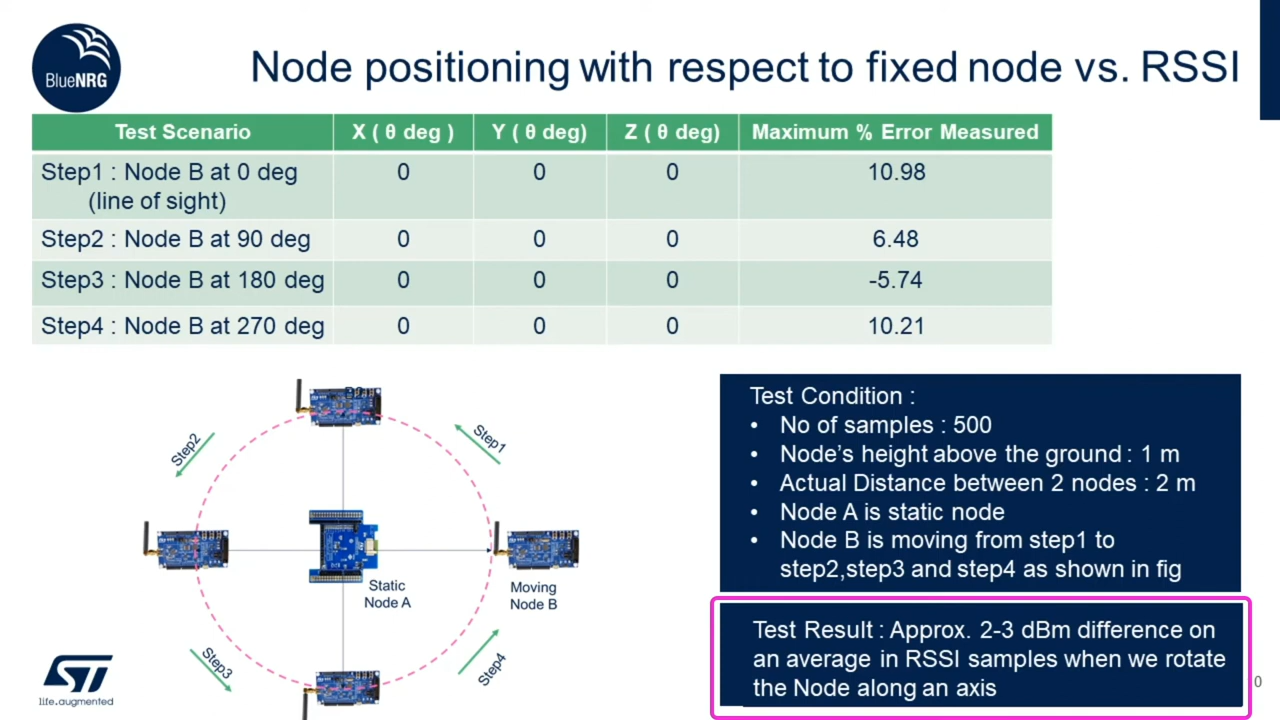 BlueNRG
Node positioning with respect to fixed node vs. RSSI
Test Scenario X ( θ deg ) Y ( θ deg) Z ( θ deg) Maximum % Error Measured
Step1 : Node B at 0 deg 0 0 0 10.98
(line of sight)
Step2 : Node B at 90 deg 0 0 0 6.48
Step3 : Node B at 180 deg 0 0 0 -5.74
Step4 : Node B at 270 deg 0 0 0 10.21
Step2
Step1
Static
Node A
Moving
Node B
Step3
Step4
Test Condition :
• No of samples : 500
• Node's height above the ground : 1 m
• Actual Distance between 2 nodes : 2 m
• Node A is static node
• Node B is moving from step1 to
step2,step3 and step4 as shown in fig
Test Result : Approx. 2-3 dBm difference on
an average in RSSI samples when we rotate
the Node along an axis
ST
life.augmented
0